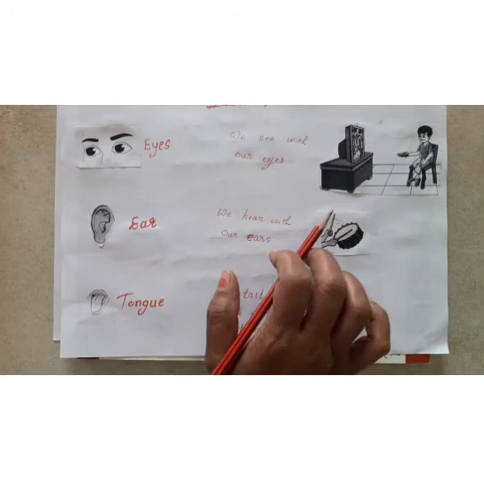 Eyes
We see with
our eyes
Ear
We hear with
Our ears
Tongue